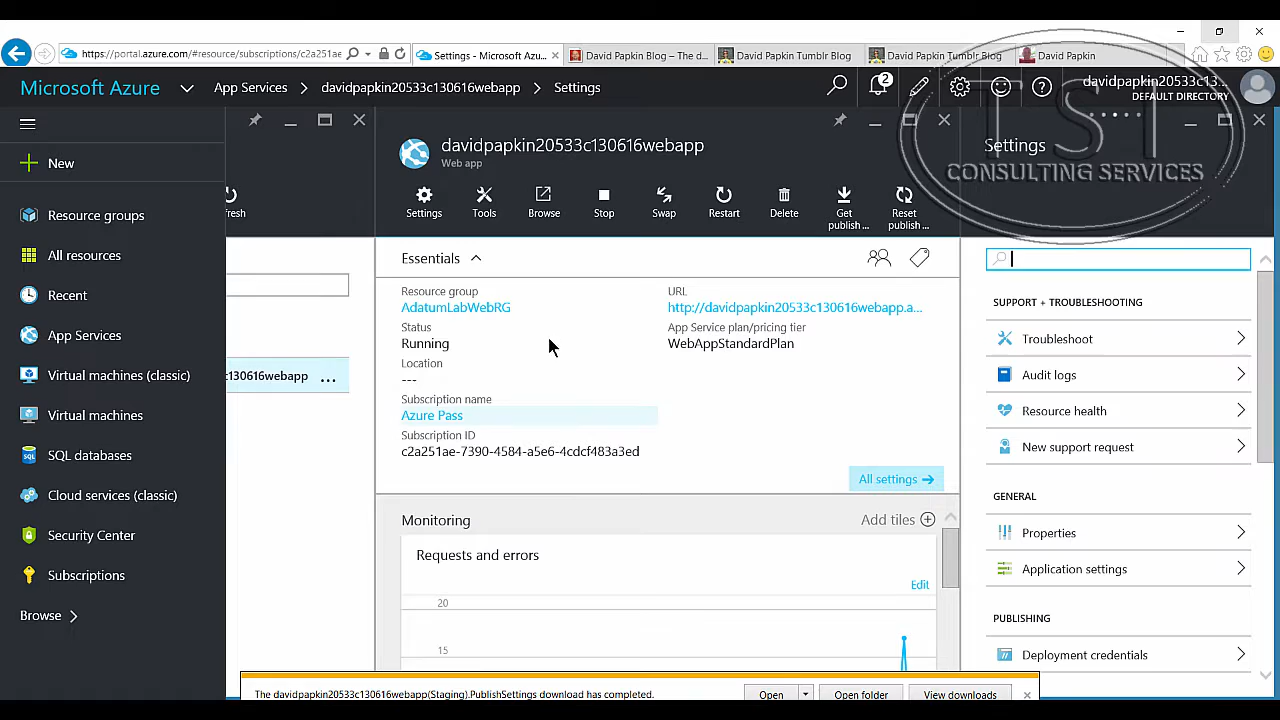 https://portal.azure.com/#resource/subscriptions/c2a251ae
Settings - Microsoft Az...
David Papkin Blog – The d...
David Papkin Tumblr Blog
David Papkin Tumblr Blog
David Papkin
Microsoft Azure
App Services > davidpapkin20533c130616webapp > Settings
2
davidpapkin20533c13...
DEFAULT DIRECTORY
New
Resource groups
All resources
Recent
App Services
Virtual machines (classic)
Virtual machines
SQL databases
Cloud services (classic)
Security Center
Subscriptions
Browse >
fresh
c130616webapp ...
davidpapkin20533c130616webapp
Web app
Settings
Tools
Browse
Stop
Swap
Restart
Delete
Get publish ...
Reset publish ...
Essentials
Resource group
AdatumLabWebRG
Status
Running
Location
---
Subscription name
Azure Pass
Subscription ID
c2a251ae-7390-4584-a5e6-4cdcf483a3ed
URL
http://davidpapkin20533c130616webapp.a...
App Service plan/pricing tier
WebAppStandardPlan
All settings →
Monitoring
Add tiles
Requests and errors
Edit
20
15
Settings
TST
CONSULTING SERVICES
SUPPORT + TROUBLESHOOTING
Troubleshoot
Audit logs
Resource health
New support request
GENERAL
Properties
Application settings
PUBLISHING
Deployment credentials
The davidpapkin20533c130616webapp(Staging).PublishSettings download has completed.
Open
Open folder
View downloads